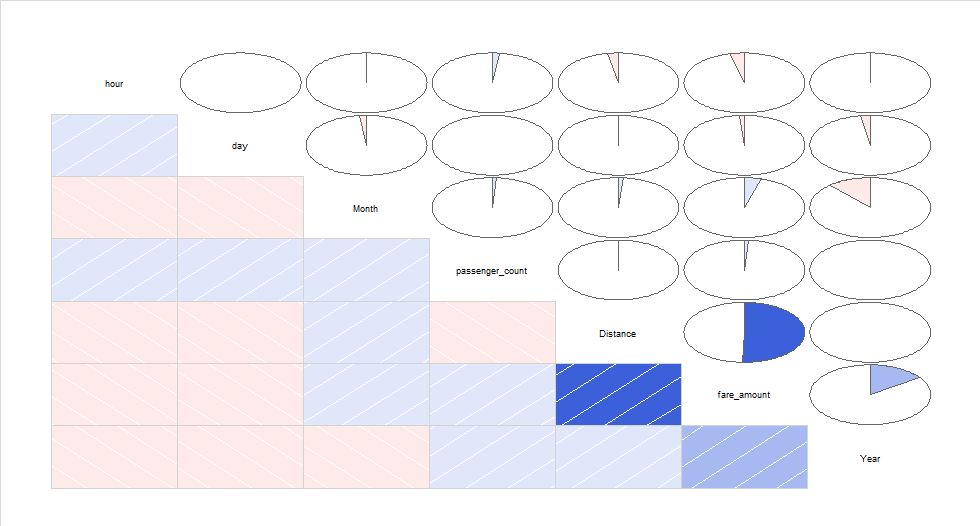 hour
day
Month
passenger_count
Distance
fare_amount
Year